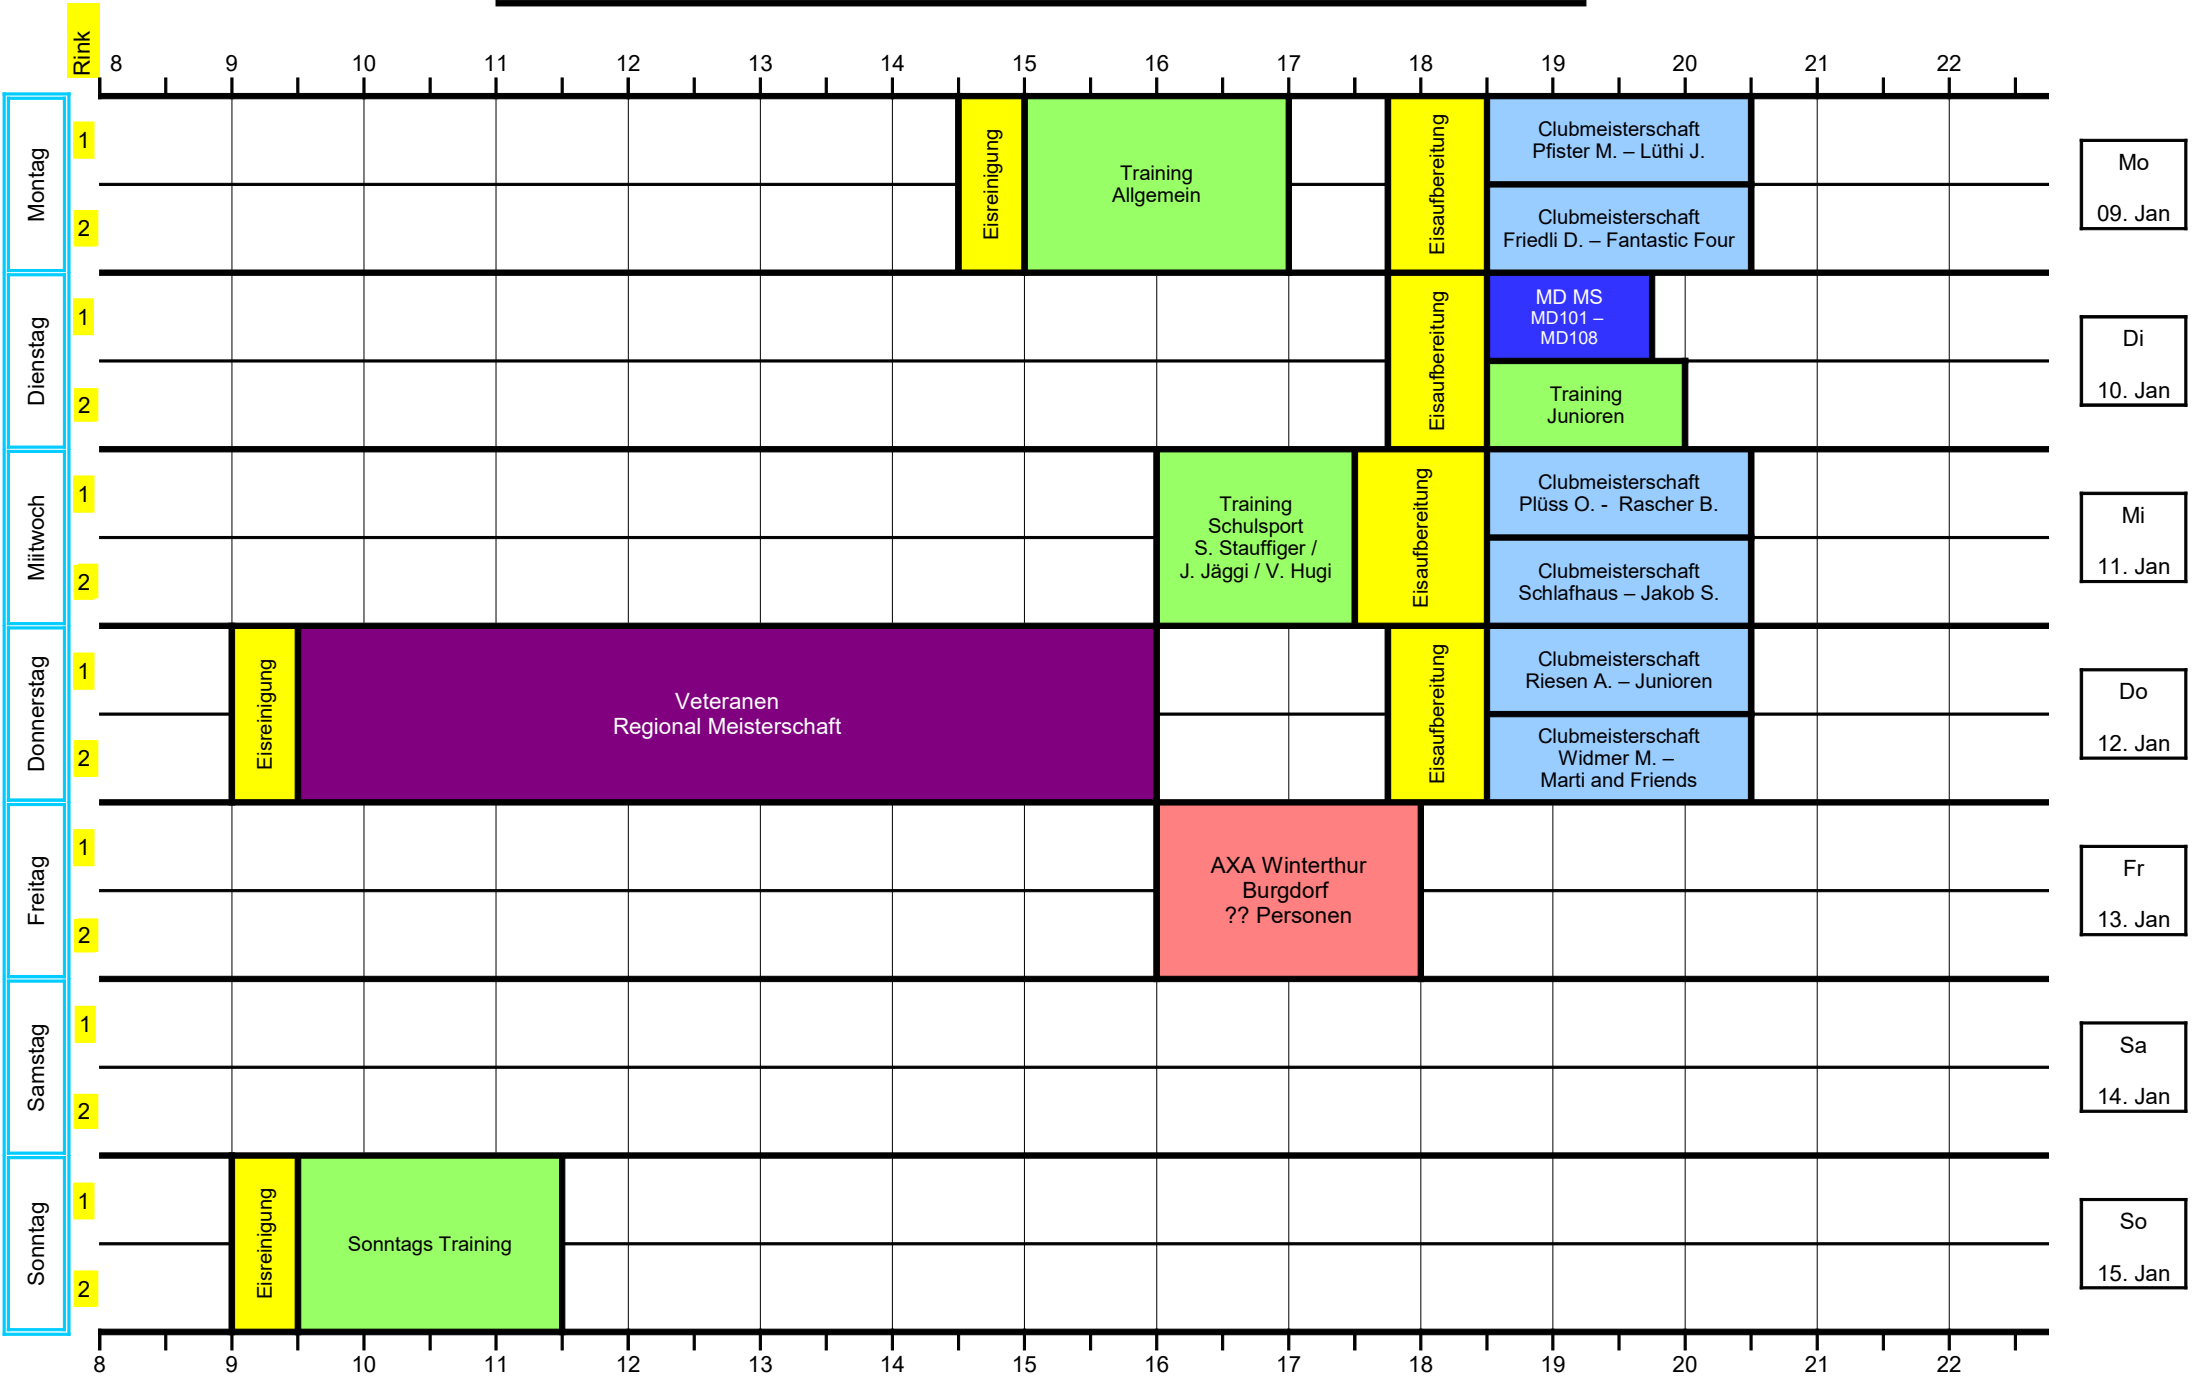 Rink
8 9 10 11 12 13 14 15 16 17 18 19 20 21 22
Montag
1
2
Eisreinigung
Training
Allgemein
Eisaufbereitung
Clubmeisterschaft
Pfister M. – Lüthi J.
Clubmeisterschaft
Friedli D. – Fantastic Four
Mo
09. Jan
Dienstag
1
2
Eisaufbereitung
MD MS
MD101 –
MD108
Training
Junioren
Di
10. Jan
Miitwoch
1
2
Training
Schulsport
S. Stauffiger /
J. Jäggi / V. Hugi
Eisaufbereitung
Clubmeisterschaft
Plüss O. - Rascher B.
Clubmeisterschaft
Schlafhaus – Jakob S.
Mi
11. Jan
Donnerstag
1
2
Eisreinigung
Veteranen
Regional Meisterschaft
Eisaufbereitung
Clubmeisterschaft
Riesen A. – Junioren
Clubmeisterschaft
Widmer M. –
Marti and Friends
Do
12. Jan
Freitag
1
2
AXA Winterthur
Burgdorf
?? Personen
Fr
13. Jan
Samstag
1
2
Sa
14. Jan
Sonntag
1
2
Eisreinigung
Sonntags Training
So
15. Jan
8 9 10 11 12 13 14 15 16 17 18 19 20 21 22